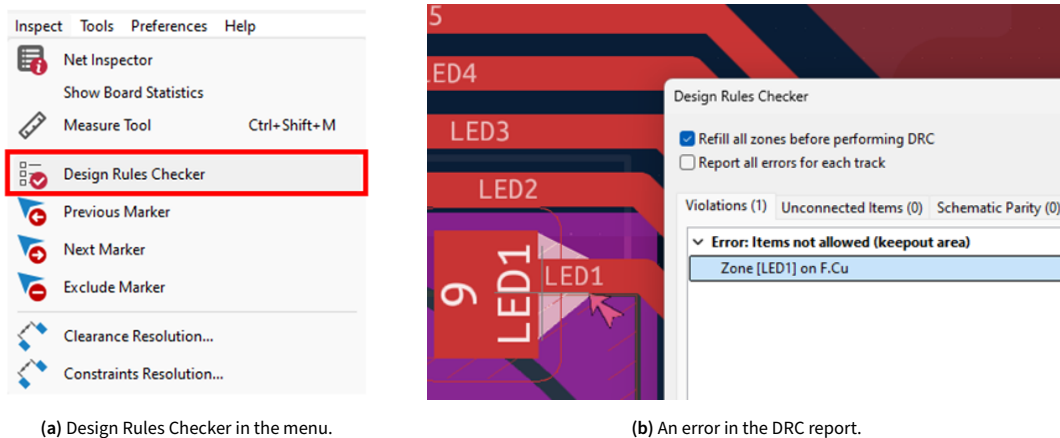 Inspect Tools Preferences Help
Net Inspector
Show Board Statistics
Measure Tool Ctrl+Shift+M
Design Rules Checker
Previous Marker
Next Marker
Exclude Marker
Clearance Resolution...
Constraints Resolution...
(a) Design Rules Checker in the menu.
5
LED4
LED3
LED2
LED1
9
LED1
Design Rules Checker
Refill all zones before performing DRC
Report all errors for each track
Violations (1) Unconnected Items (0) Schematic Parity (0)
Error: Items not allowed (keepout area)
Zone [LED1] on F.Cu
(b) An error in the DRC report.